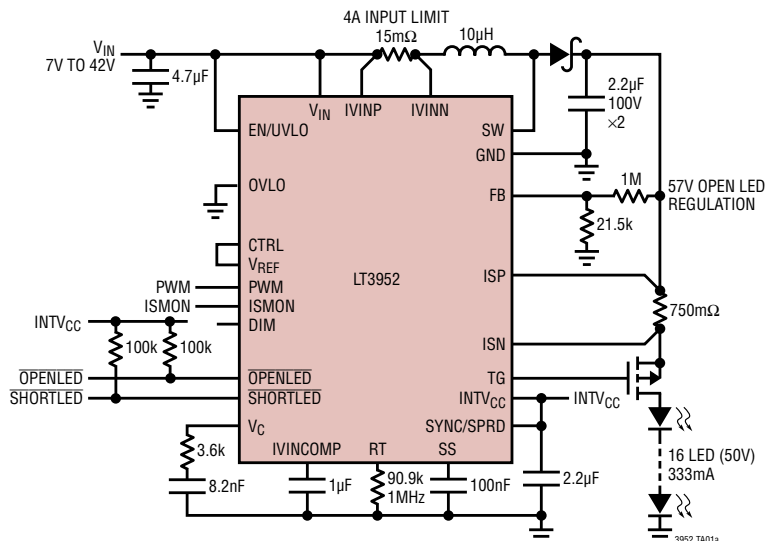 4A INPUT LIMIT
15mΩ
10µH
VIN
7V TO 42V
4.7µF
2.2µF
100V
×2
VIN
IVINP
IVINN
EN/UVLO
SW
GND
OVLO
FB
1M
57V OPEN LED
REGULATION
21.5k
CTRL
VREF
PWM
PWM
LT3952
ISP
ISMON
ISMON
INTVCC
DIM
750mΩ
100k
100k
ISN
TG
OPENLED
OPENLED
INTVCC
INTVCC
SHORTLED
SHORTLED
SYNC/SPRD
VC
IVINCOMP
RT
SS
3.6k
8.2nF
1µF
90.9k
1MHz
100nF
2.2µF
16 LED (50V)
333mA
3952 TA01a